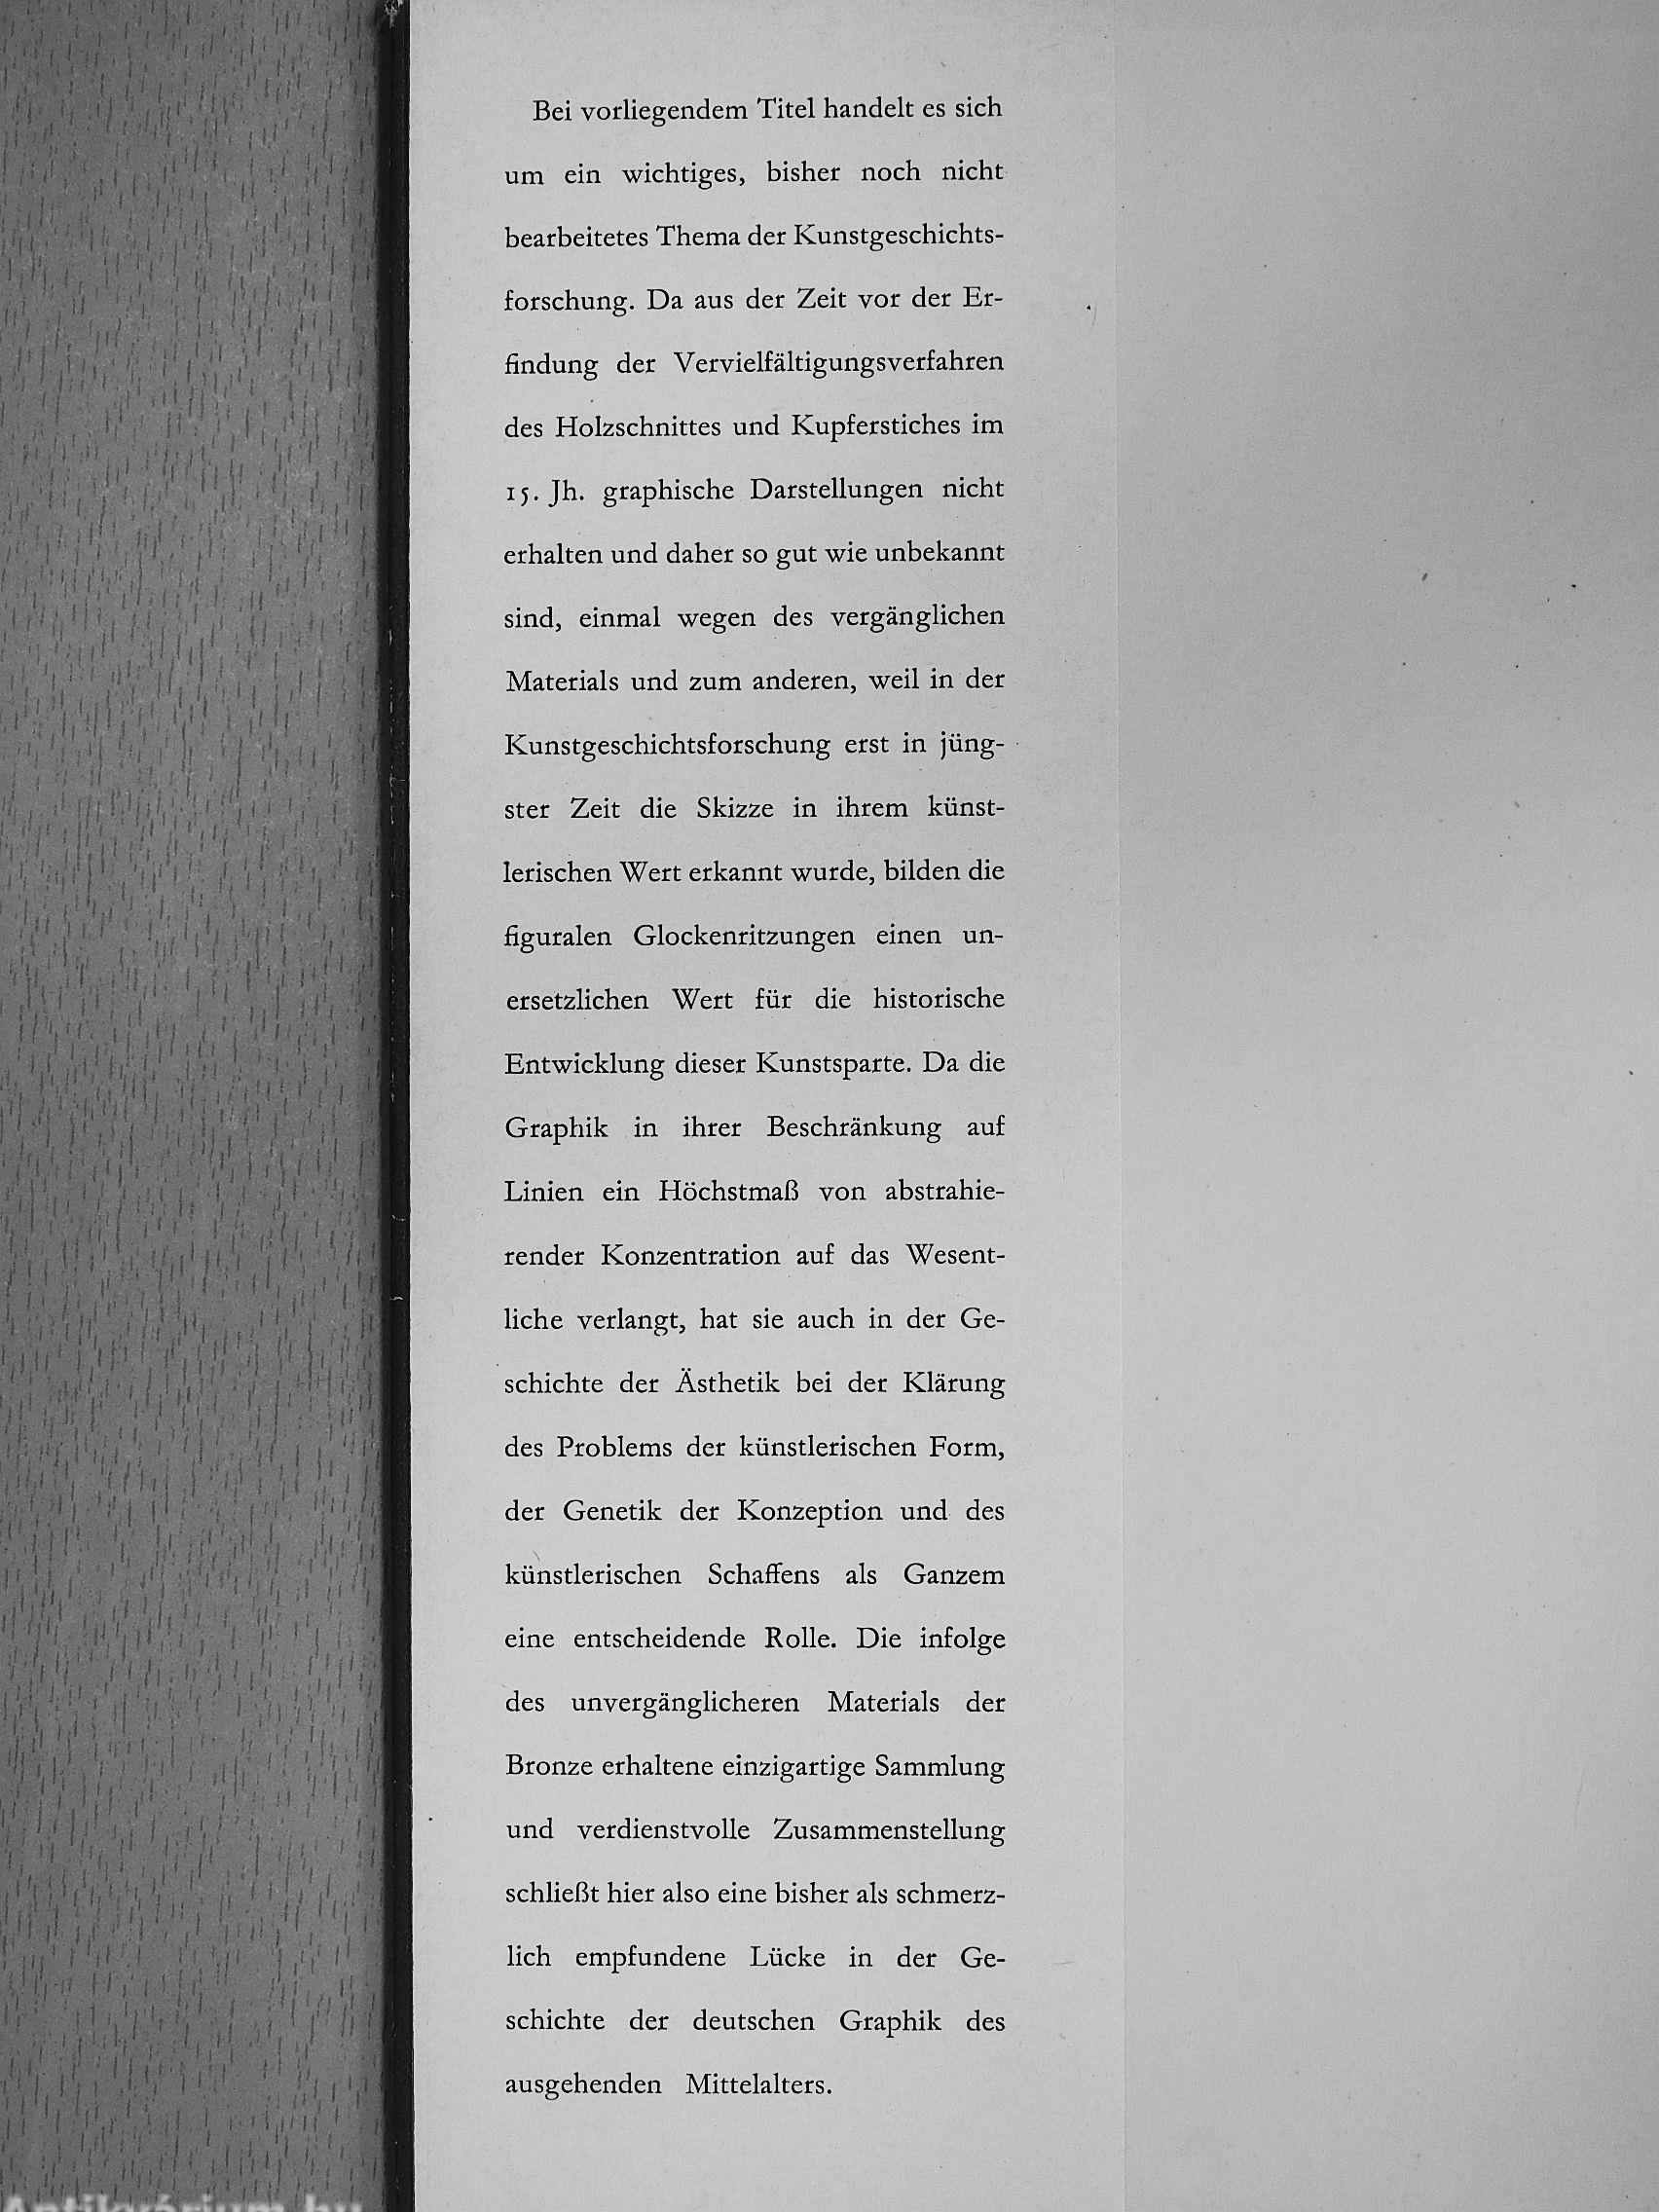 Bei vorliegendem Titel handelt es sich
um ein wichtiges, bisher noch nicht
bearbeitetes Thema der Kunstgeschichts-
forschung. Da aus der Zeit vor der Er-
findung der Vervielfältigungsverfahren
des Holzschnittes und Kupferstiches im
15. Jh. graphische Darstellungen nicht
erhalten und daher so gut wie unbekannt
sind, einmal wegen des vergänglichen
Materials und zum anderen, weil in der
Kunstgeschichtsforschung erst in jüng-
ster Zeit die Skizze in ihrem künst-
lerischen Wert erkannt wurde, bilden die
figuralen Glockenritzungen einen un-
ersetzlichen Wert für die historische
Entwicklung dieser Kunstsparte. Da die
Graphik in ihrer Beschränkung auf
Linien ein Höchstmaß von abstrahie-
render Konzentration auf das Wesent-
liche verlangt, hat sie auch in der Ge-
schichte der Ästhetik bei der Klärung
des Problems der künstlerischen Form,
der Genetik der Konzeption und des
künstlerischen Schaffens als Ganzem
eine entscheidende Rolle. Die infolge
des unvergänglicheren Materials der
Bronze erhaltene einzigartige Sammlung
und verdienstvolle Zusammenstellung
schließt hier also eine bisher als schmerz-
lich empfundene Lücke in der Ge-
schichte der deutschen Graphik des
ausgehenden Mittelalters.